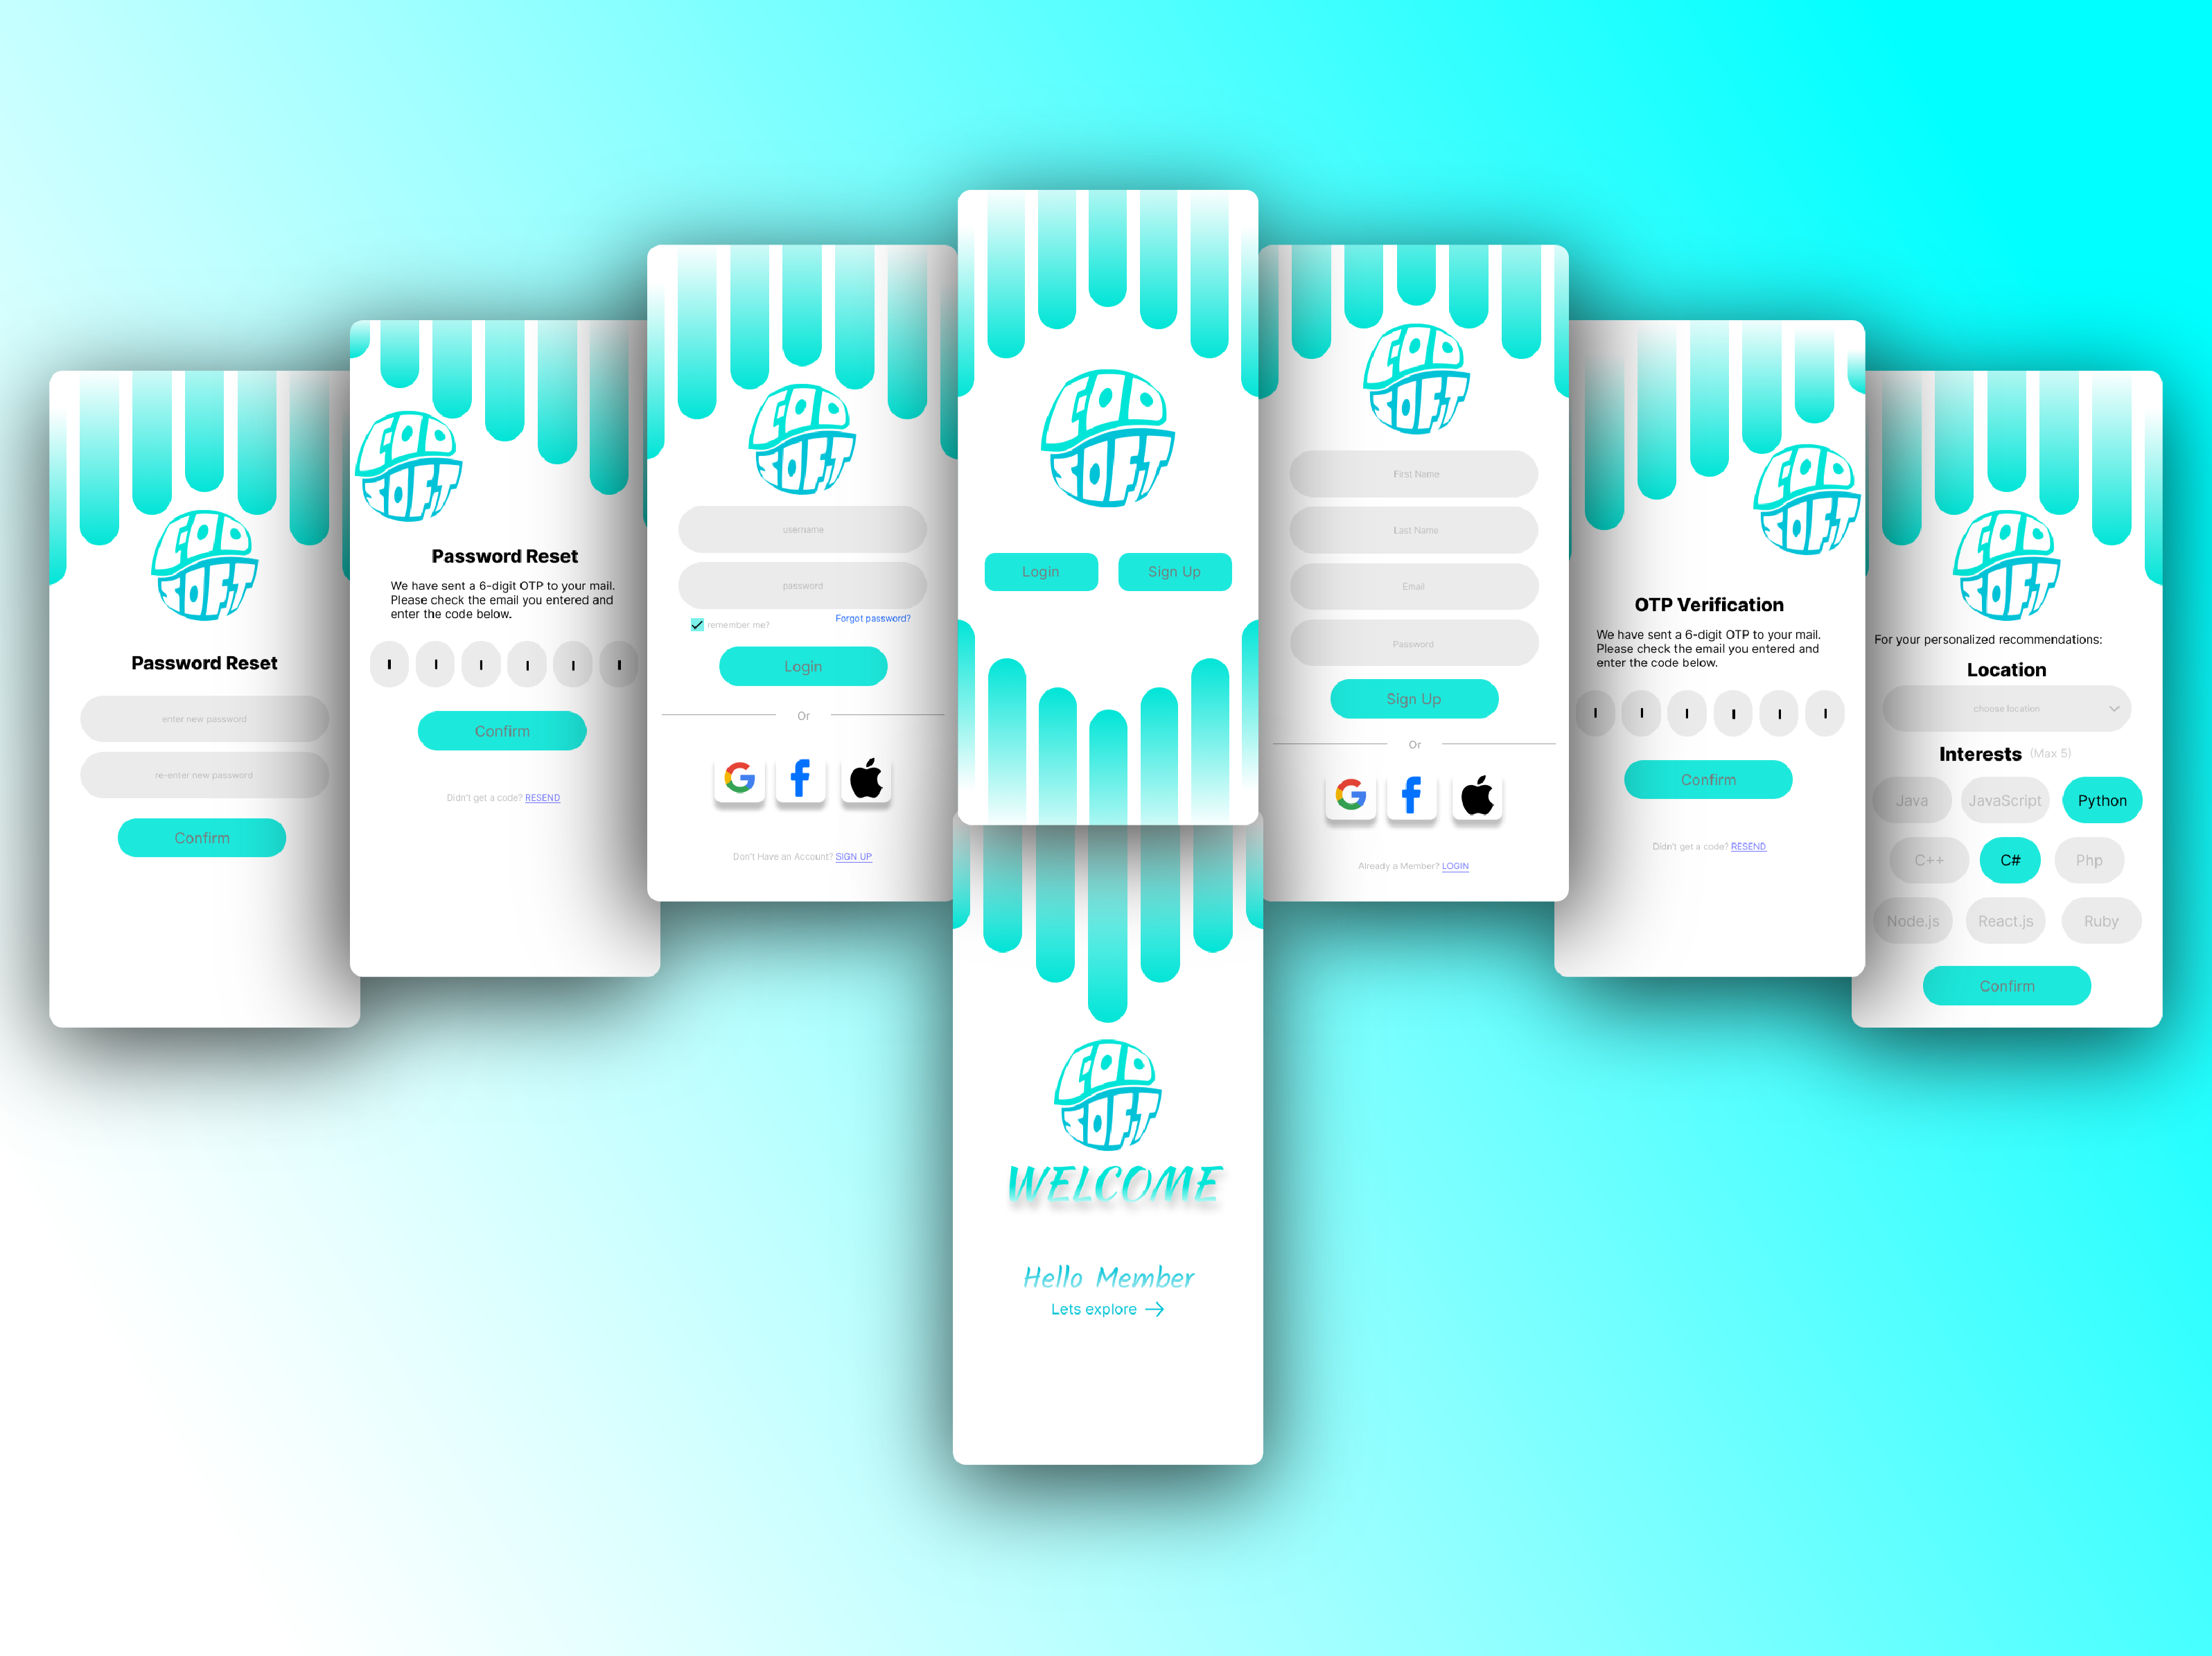 COD
SOFT
Password Reset
enter new password
re-enter new password
Confirm
COD
SOFT
Password Reset
We have sent a 6-digit OTP to your mail.
Please check the email you entered and
enter the code below.
Confirm
Didn't get a code? RESEND
COD
SOFT
username
password
remember me?
Forgot password?
Login
Or
Don't Have an Account? SIGN UP
COD
SOFT
Login
Sign Up
COD
SOFT
WELCOME
Hello Member
Lets explore
COD
SOFT
First Name
Last Name
Email
Password
Sign Up
Or
Already a Member? LOGIN
COD
SOFT
OTP Verification
We have sent a 6-digit OTP to your mail.
Please check the email you entered and
enter the code below.
Confirm
Didn't get a code? RESEND
COD
SOFT
For your personalized recommendations:
Location
choose location
Interests (Max 5)
Java JavaScript Python
C++ C# Php
Node.js React.js Ruby
Confirm